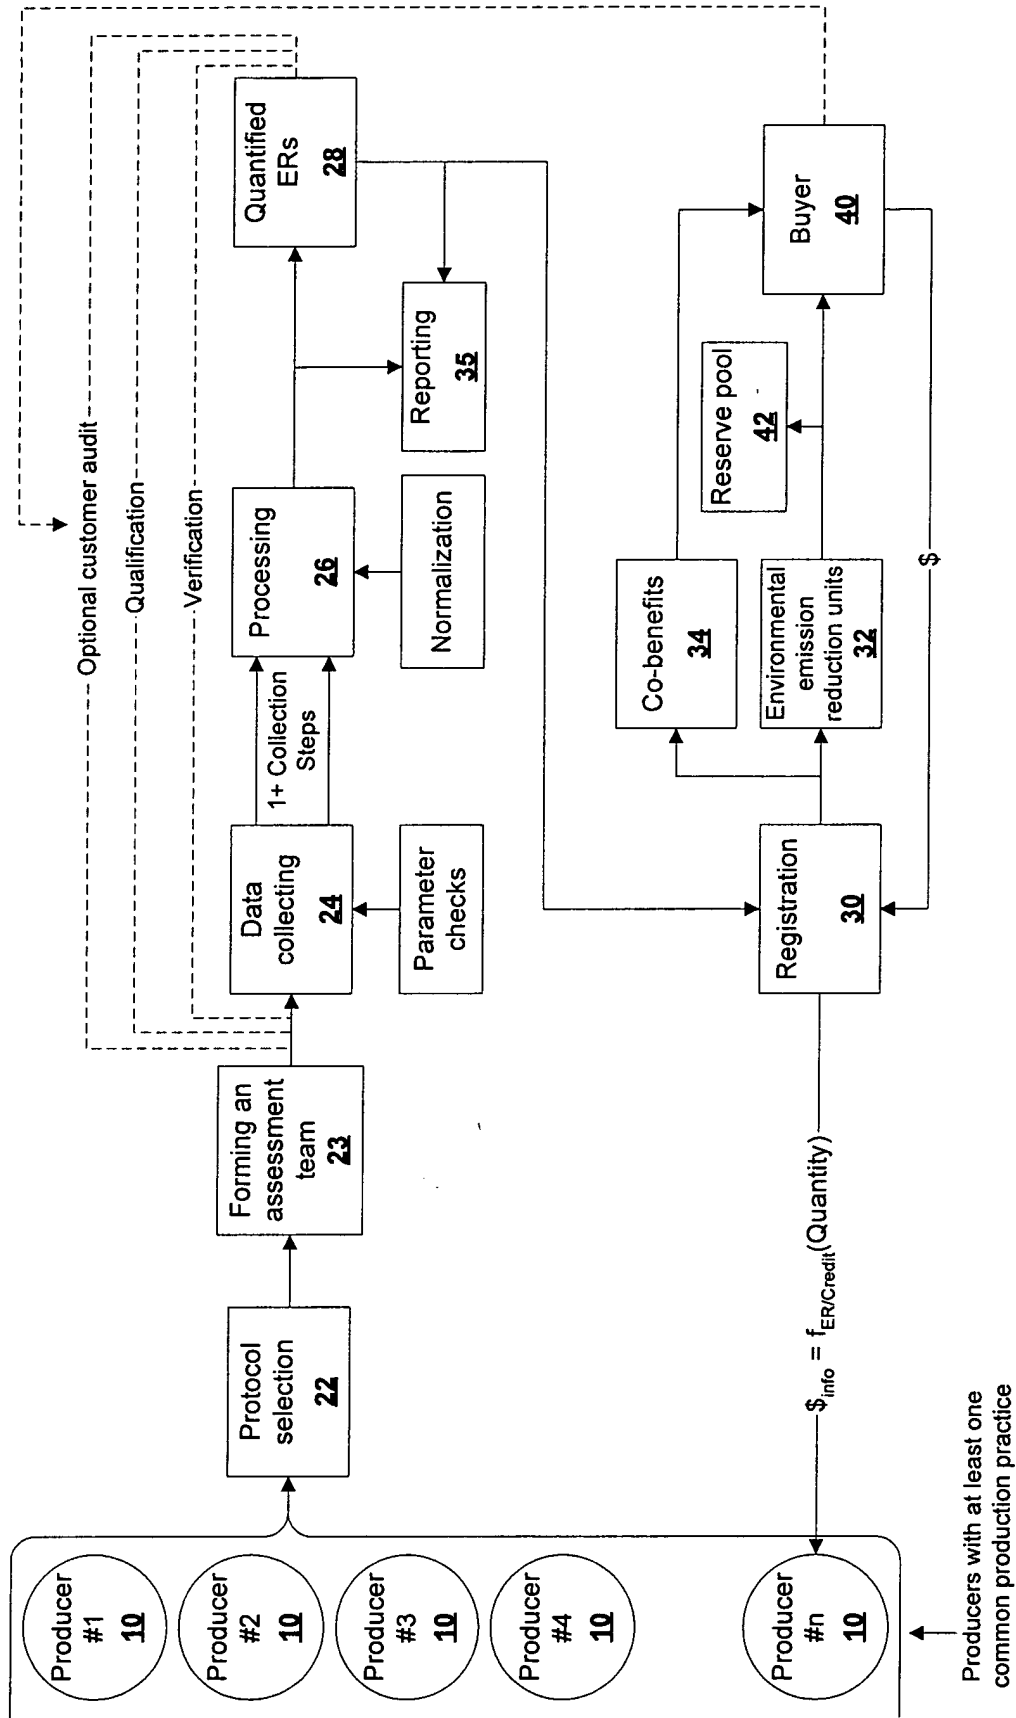 Producer
#1
10
Producer
#2
10
Producer
#3
10
Producer
#4
10
Producer
#n
10
Producers with at least one
common production practice
Protocol
selection
22
Forming an
assessment
team
23
Data
collecting
24
Parameter
checks
1+ Collection
Steps
Processing
26
Normalization
Quantified
ERs
28
Reporting
35
Optional customer audit
Qualification
Verification
Registration
30
$info = fER/Credit(Quantity)
Co-benefits
34
Environmental
emission
reduction units
32
Reserve pool
42
Buyer
40
$